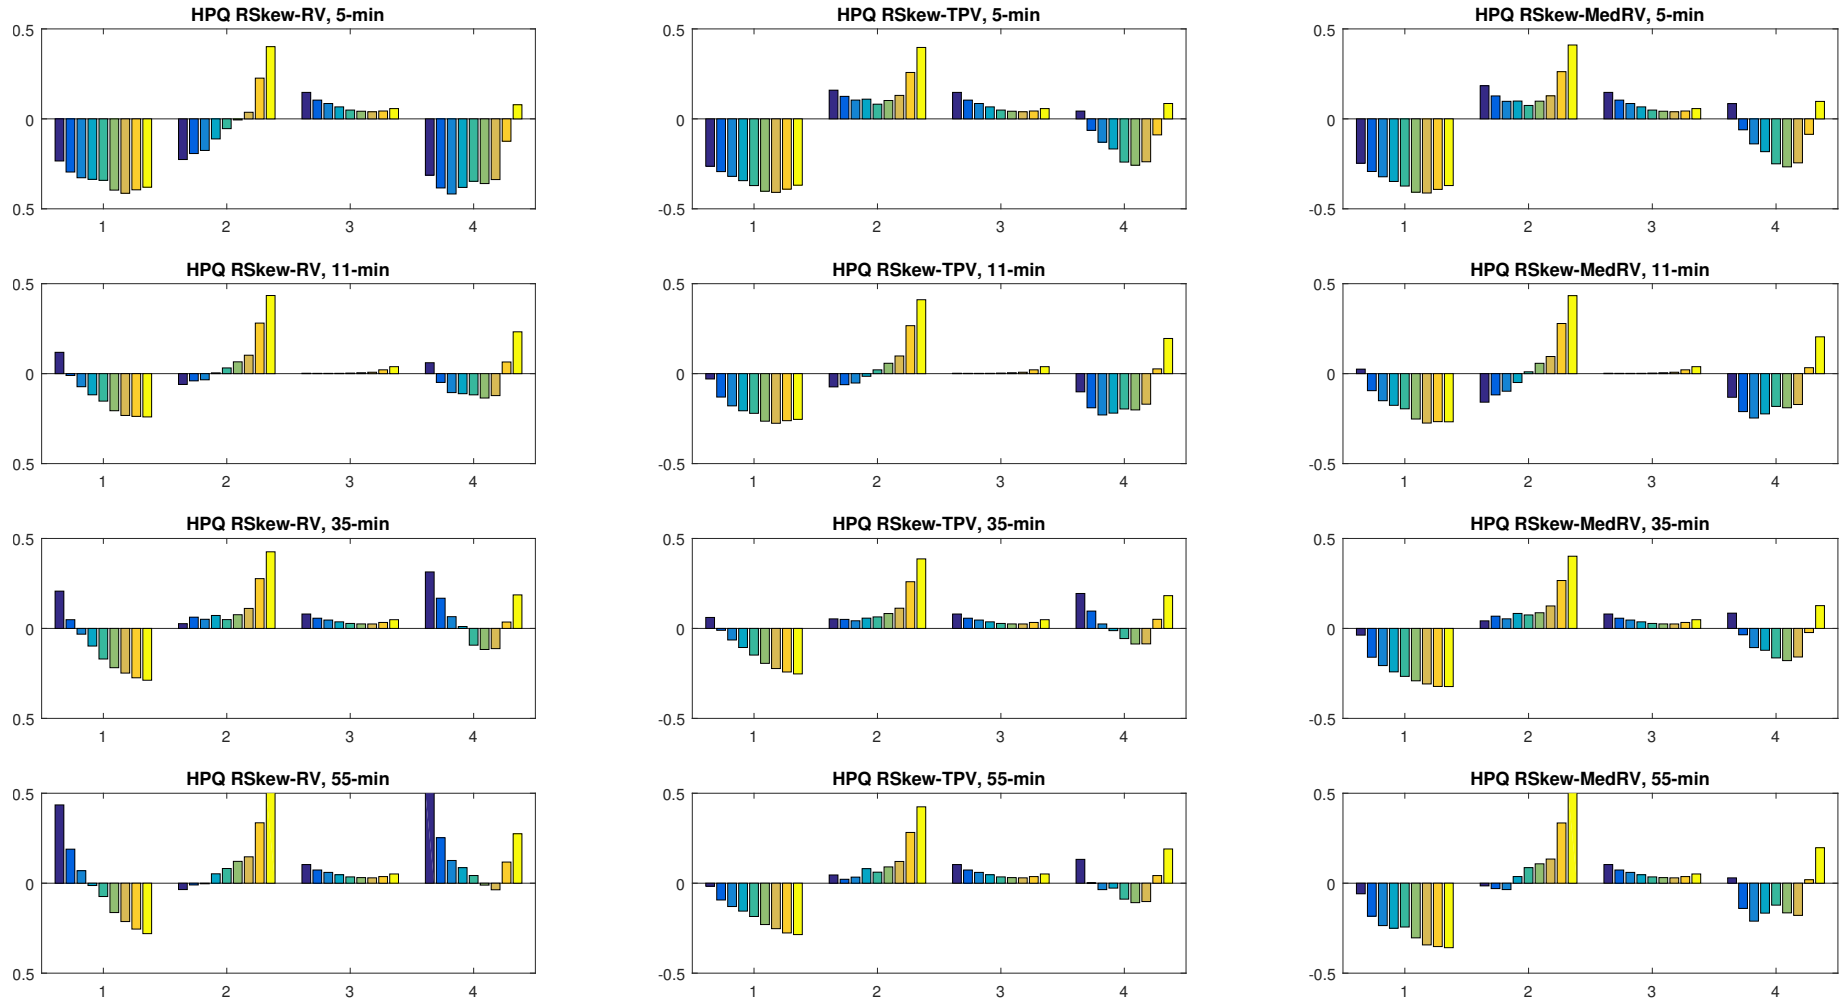 HPQ RSkew-RV, 5-min HPQ RSkew-TPV, 5-min HPQ RSkew-MedRV, 5-min
0.5 0.5 0.5
0 0 0
0.5 -0.5 -0.5
1 2 3 4 1 2 3 4 1 2 3 4
HPQ RSkew-RV, 11-min HPQ RSkew-TPV, 11-min HPQ RSkew-MedRV, 11-min
0.5 0.5 0.5
0 0 0
0.5 -0.5 -0.5
1 2 3 4 1 2 3 4 1 2 3 4
HPQ RSkew-RV, 35-min HPQ RSkew-TPV, 35-min HPQ RSkew-MedRV, 35-min
0.5 0.5 0.5
0 0 0
0.5 -0.5 -0.5
1 2 3 4 1 2 3 4 1 2 3 4
HPQ RSkew-RV, 55-min HPQ RSkew-TPV, 55-min HPQ RSkew-MedRV, 55-min
0.5 0.5 0.5
0 0 0
0.5 -0.5 -0.5
1 2 3 4 1 2 3 4 1 2 3 4